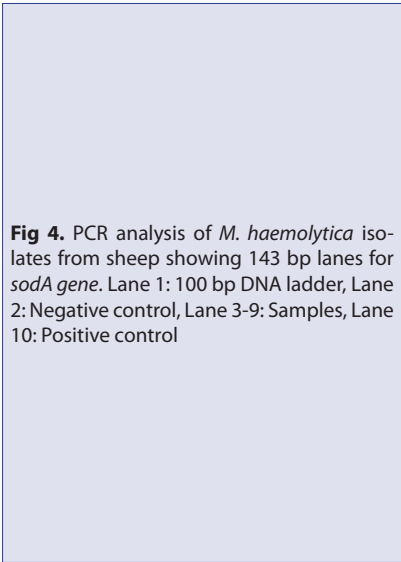 Fig 4. PCR analysis of M. haemolytica iso-
lates from sheep showing 143 bp lanes for
sodA gene. Lane 1: 100 bp DNA ladder, Lane
2: Negative control, Lane 3-9: Samples, Lane
10: Positive control